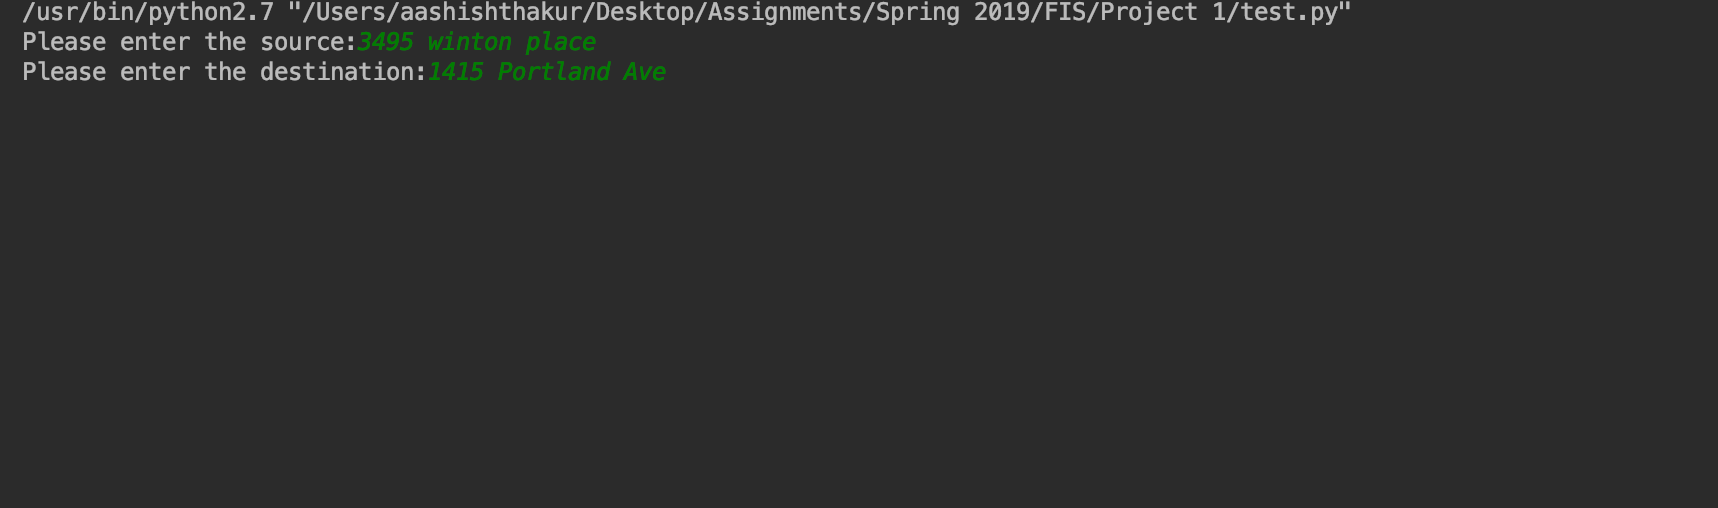 /usr/bin/python2.7 "/Users/aashishthakur/Desktop/Assignments/Spring 2019/FIS/Project 1/test.py"
Please enter the source:3495 winton place
Please enter the destination:1415 Portland Ave